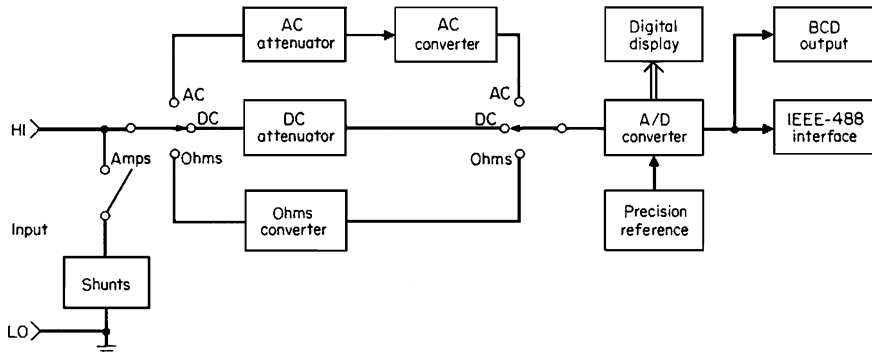 AC
attenuator
AC
converter
Digital
display
BCD
output
AC
AC
HI
DC
DC
attenuator
DC
A/D
converter
IEEE-488
interface
Amps
Ohms
Ohms
Input
Ohms
converter
Precision
reference
Shunts
LO